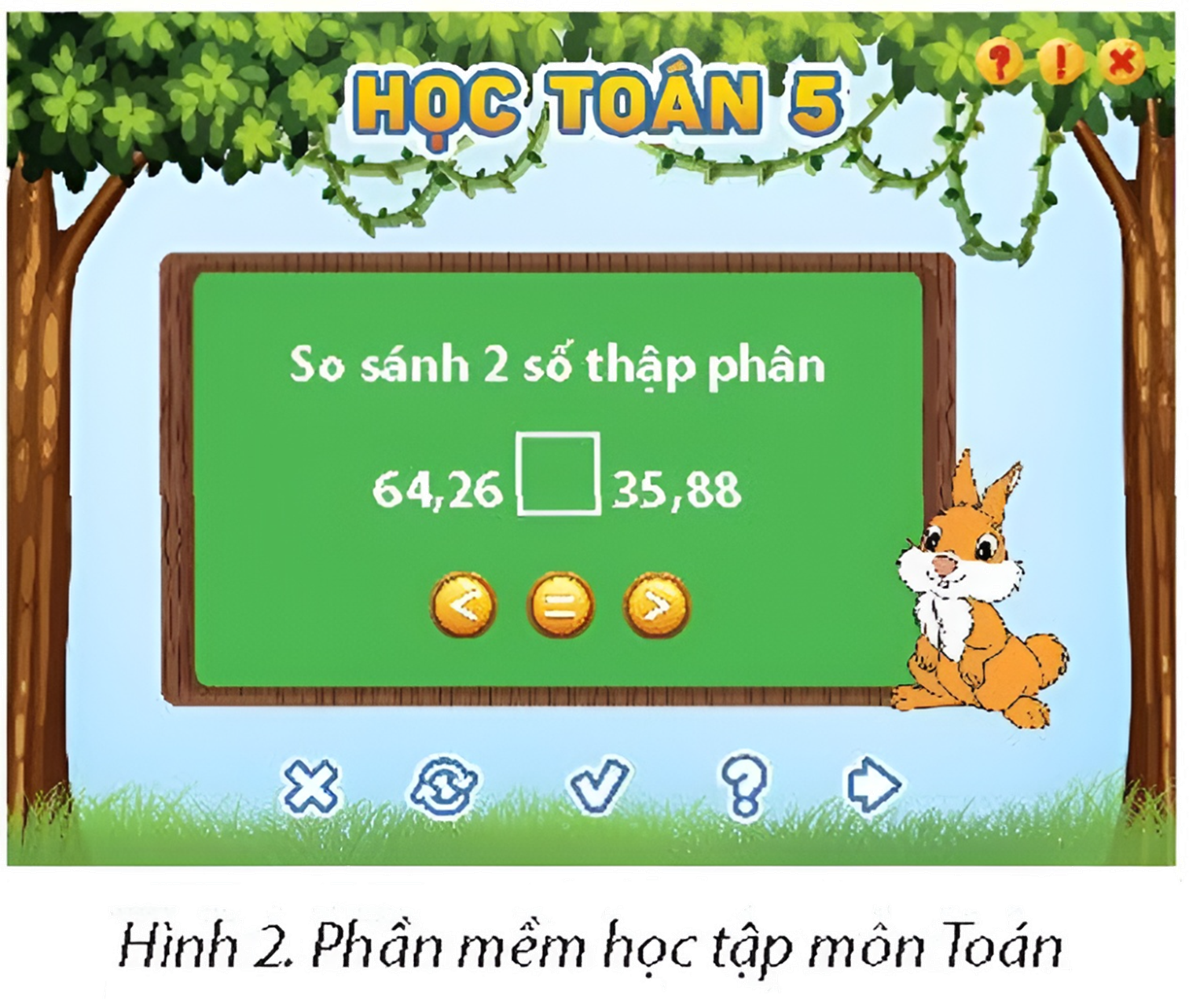 HỌC TOÁN 5
? ! ×
So sánh 2 số thập phân
64,26 35,88
< = >
?
Hình 2. Phần mềm học tập môn Toán